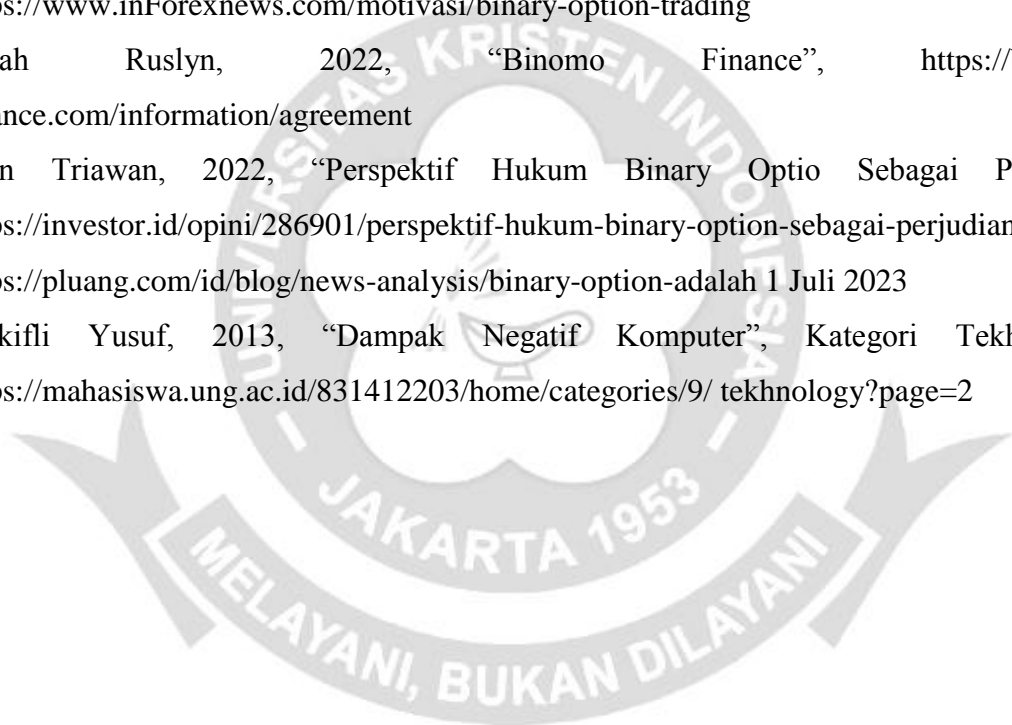 ps://www.inForexnews.com/motivasi/binary-option-trading
ah Ruslyn, 2022, “Binomo Finance”, https://
ance.com/information/agreement
n Triawan, 2022, “Perspektif Hukum Binary Optio Sebagai P
ps://investor.id/opini/286901/perspektif-hukum-binary-option-sebagai-perjudian
ps://pluang.com/id/blog/news-analysis/binary-option-adalah 1 Juli 2023
kifli Yusuf, 2013, “Dampak Negatif Komputer”, Kategori Tekh
ps://mahasiswa.ung.ac.id/831412203/home/categories/9/ tekhnology?page=2
UNIVERSITAS KRISTEN INDONESIA
JAKARTA 1953
MELAYANI, BUKAN DILAYANI